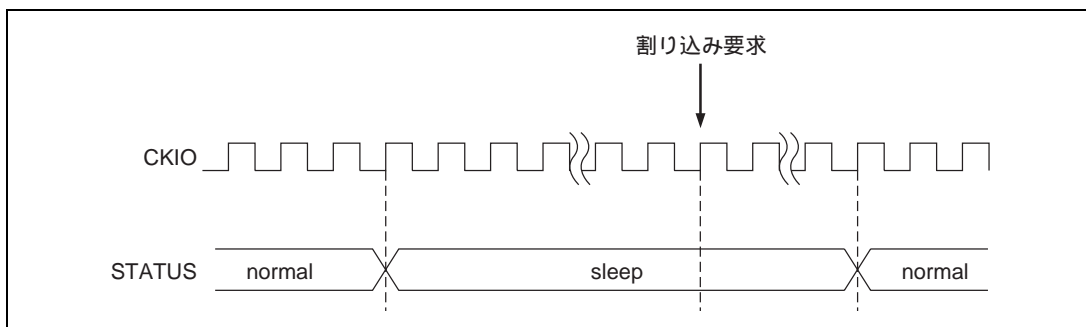 割り込み要求
CKIO
STATUS normal sleep normal